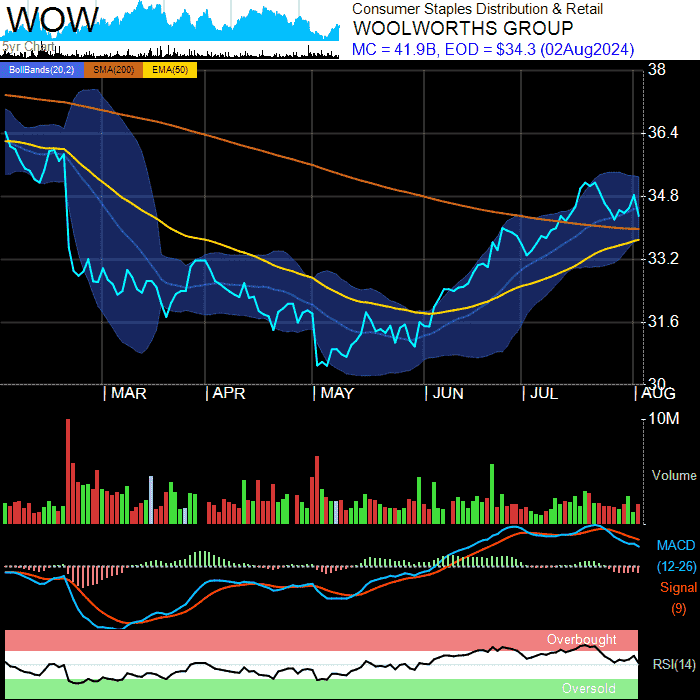 WOW
5yr Chart
Consumer Staples Distribution & Retail
WOOLWORTHS GROUP
MC = 41.9B, EOD = $34.3 (02Aug2024)
BollBands(20,2) SMA(200) EMA(50)
38
36.4
34.8
33.2
31.6
30
MAR APR MAY JUN JUL AUG
10M
Volume
MACD
(12-26)
Signal
(9)
Overbought
RSI(14)
Oversold